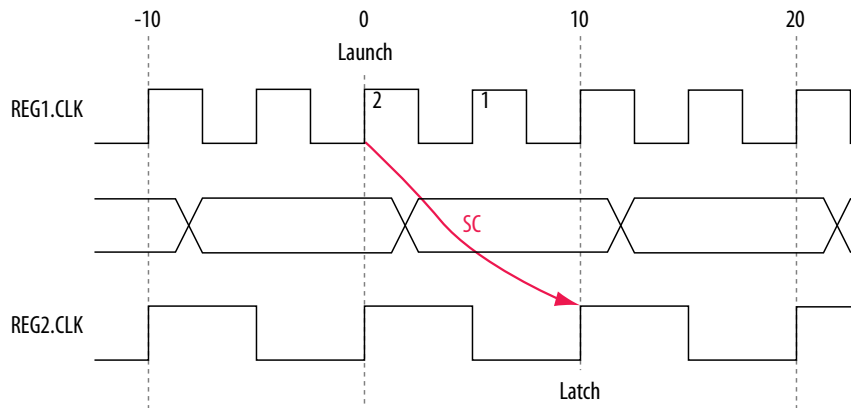 -10 0 10 20
Launch
REG1.CLK 2 1
SC
REG2.CLK
Latch